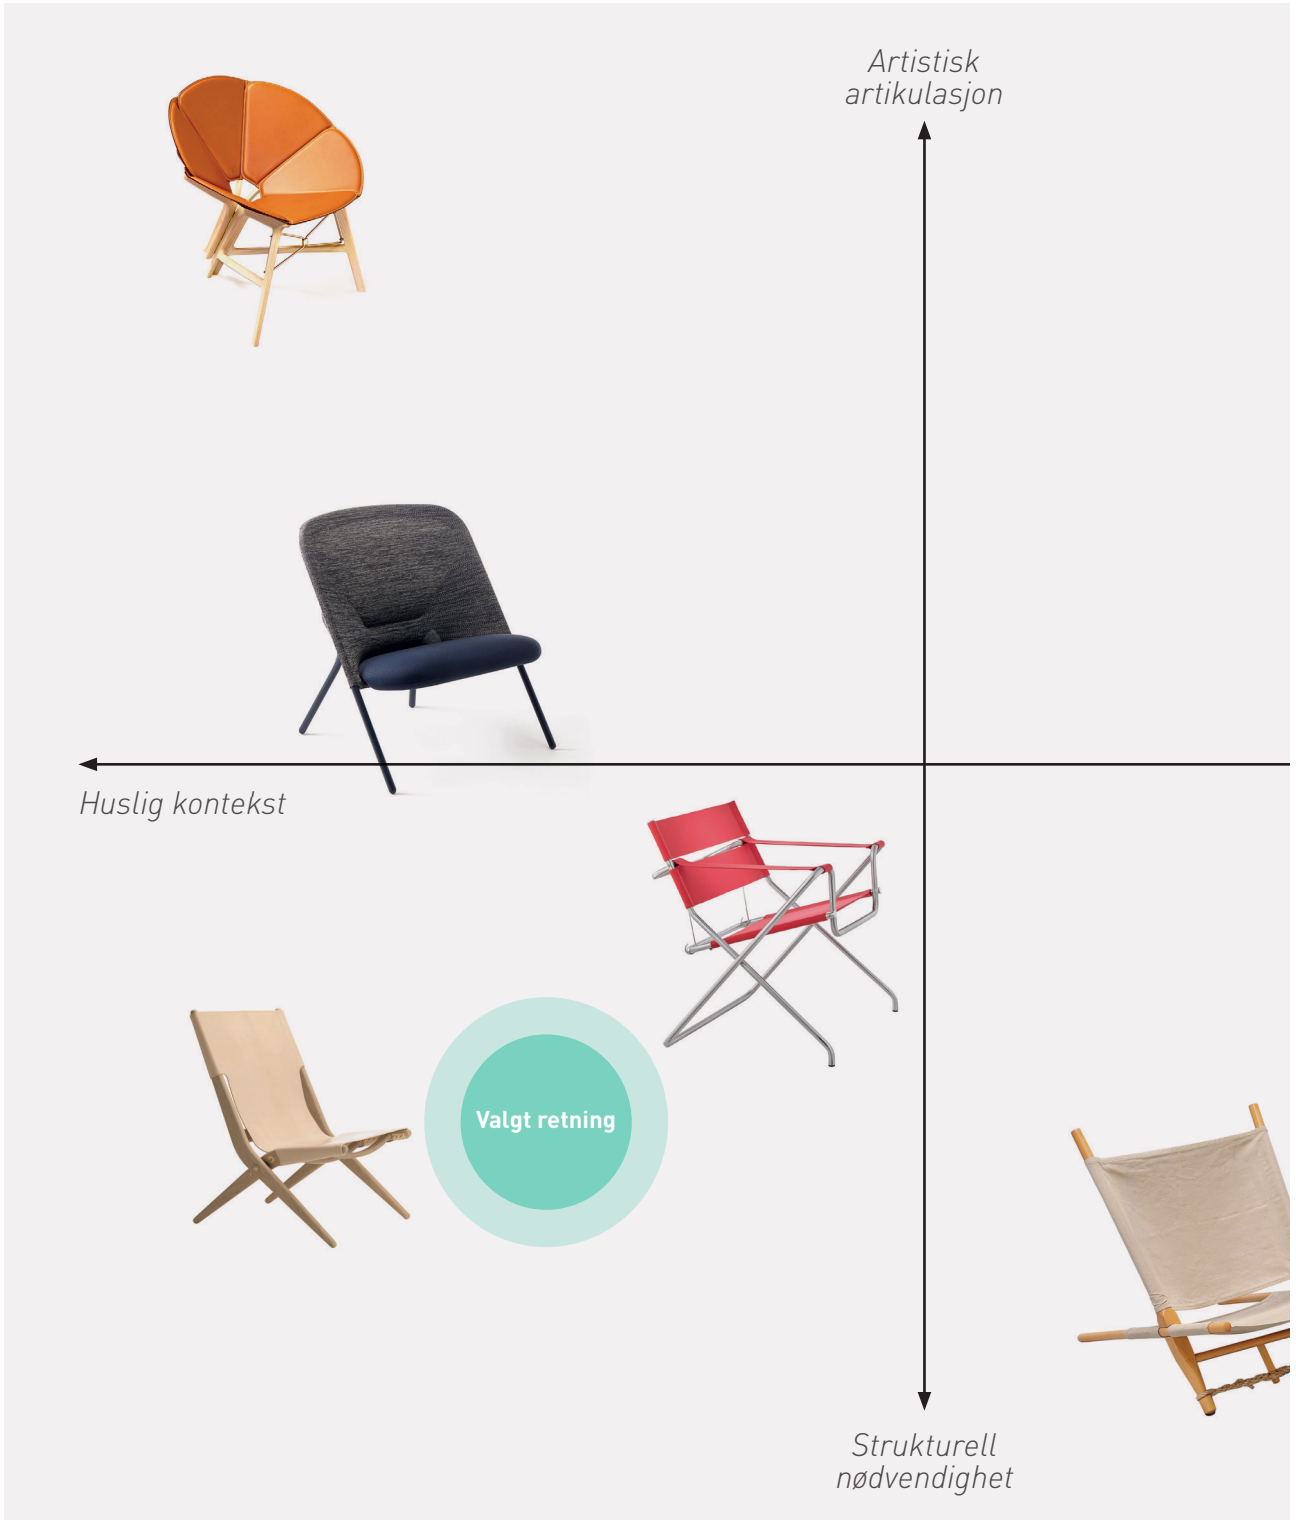 Artistisk
artikulasjon
Huslig kontekst
Valgt retning
Strukturell
nødvendighet